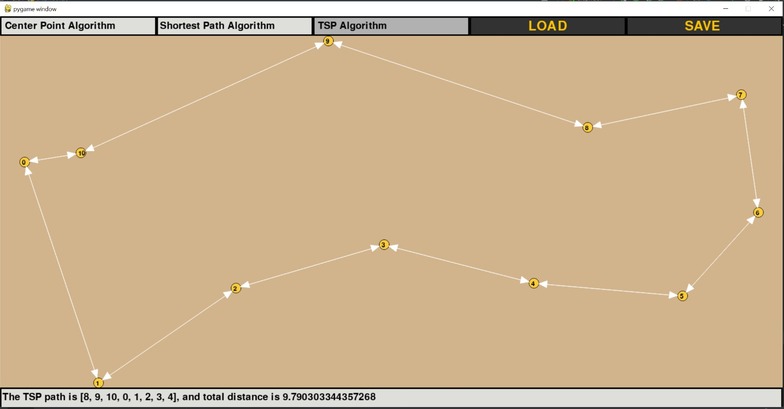 pygame window
Center Point Algorithm
Shortest Path Algorithm
TSP Algorithm
LOAD
SAVE
9
7
8
10
0
6
3
4
2
5
1
The TSP path is [8, 9, 10, 0, 1, 2, 3, 4], and total distance is 9.790303344357268